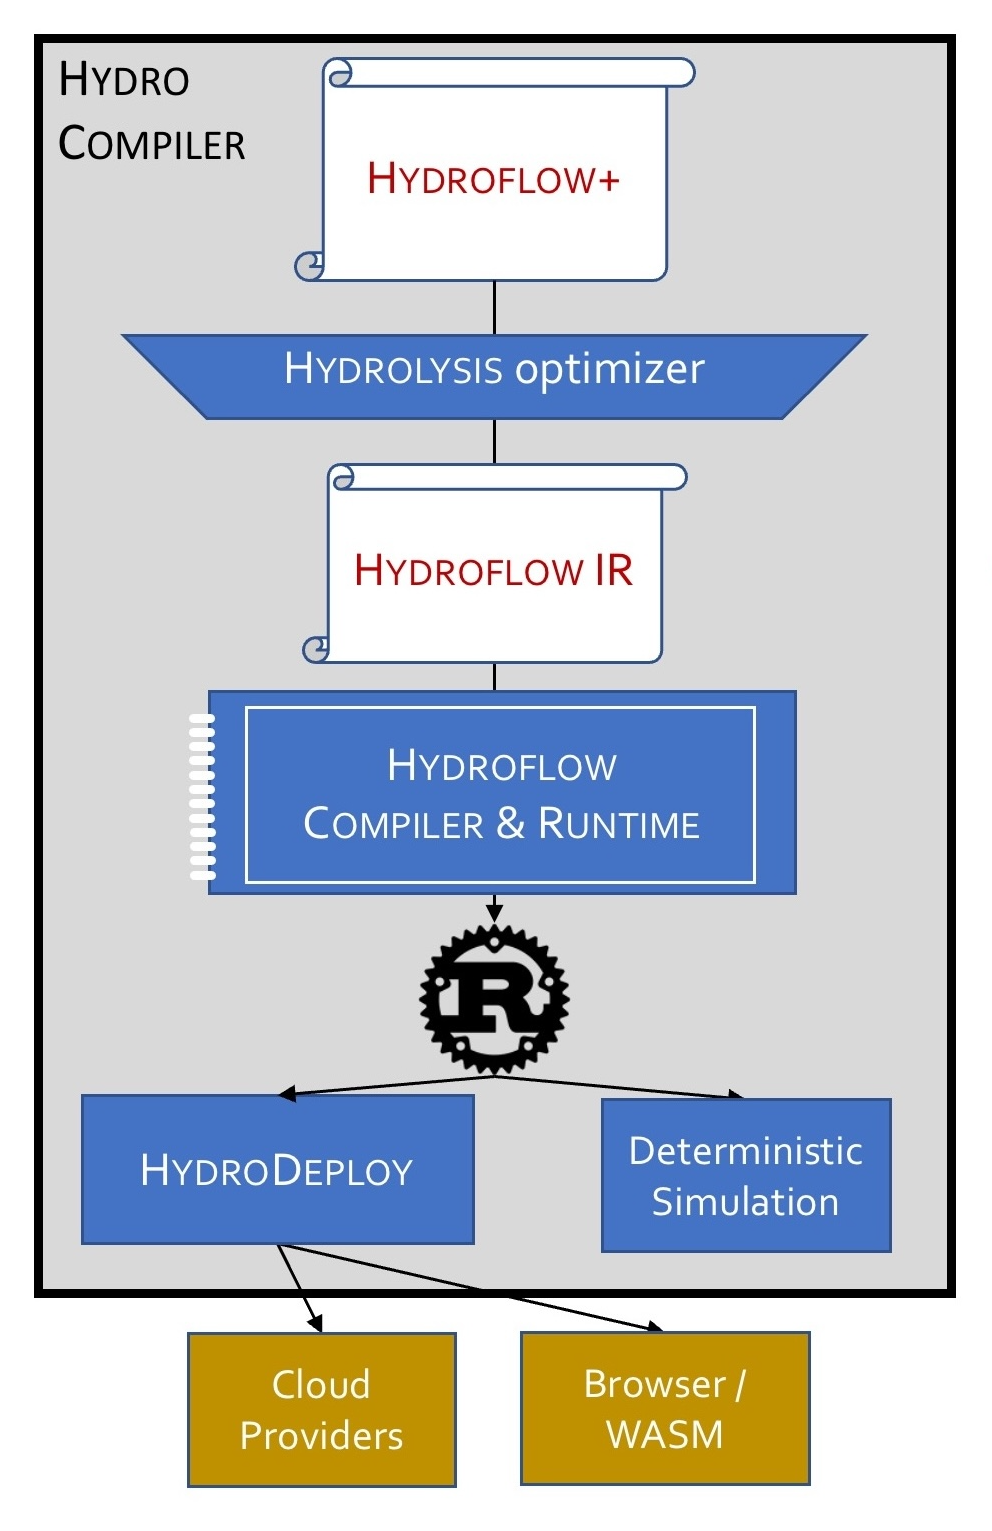 HYDRO
COMPILER
HYDROFLOW+
HYDROLYSIS optimizer
HYDROFLOW IR
HYDROFLOW
COMPILER & RUNTIME
R
HYDRODEPLOY
Deterministic
Simulation
Cloud
Providers
Browser /
WASM